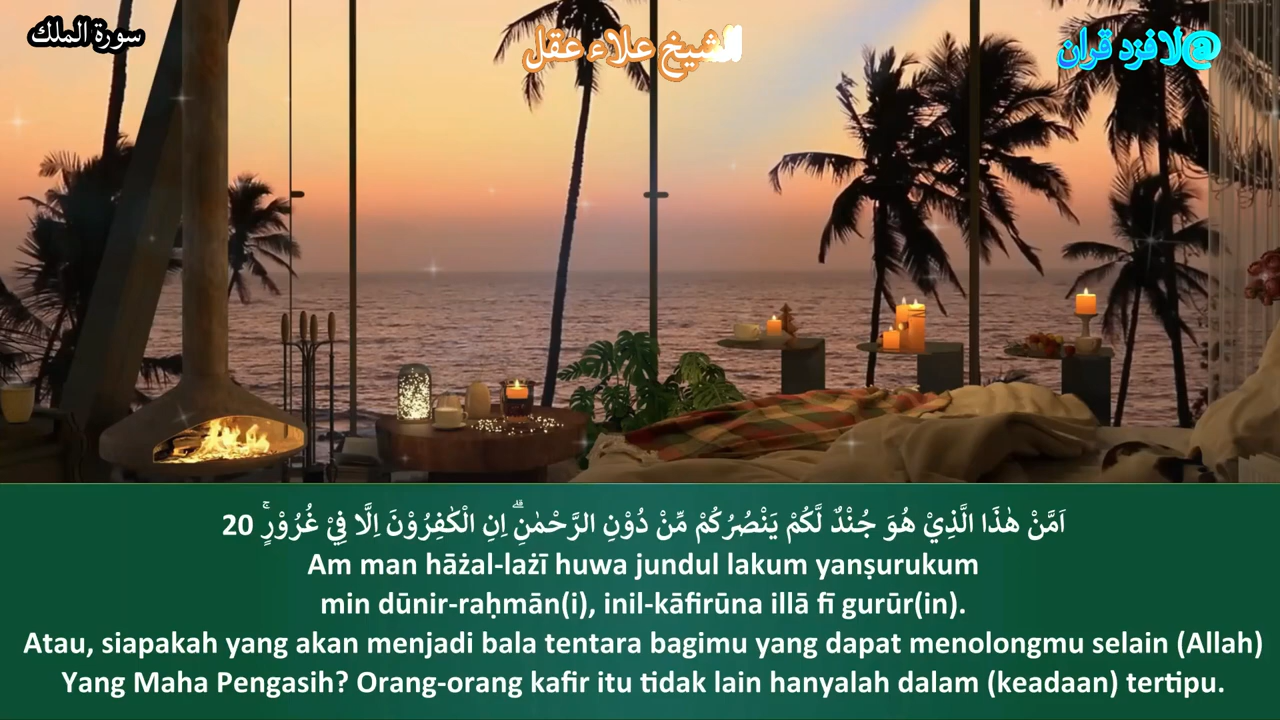 سورة الملك
الشيخ علاء عقل
@لا فزد قران
اَمَّنْ هٰذَا الَّذِيْ هُوَ جُنْدٌ لَّكُمْ يَنْصُرُكُمْ مِّنْ دُوْنِ الرَّحْمٰنِۗ اِنِ الْكٰفِرُوْنَ اِلَّا فِيْ غُرُوْرٍۚ 20
Am man hāżal-lażī huwa jundul lakum yanṣurukum
min dūnir-raḥmān(i), inil-kāfirūna illā fī gurūr(in).
Atau, siapakah yang akan menjadi bala tentara bagimu yang dapat menolongmu selain (Allah)
Yang Maha Pengasih? Orang-orang kafir itu tidak lain hanyalah dalam (keadaan) tertipu.